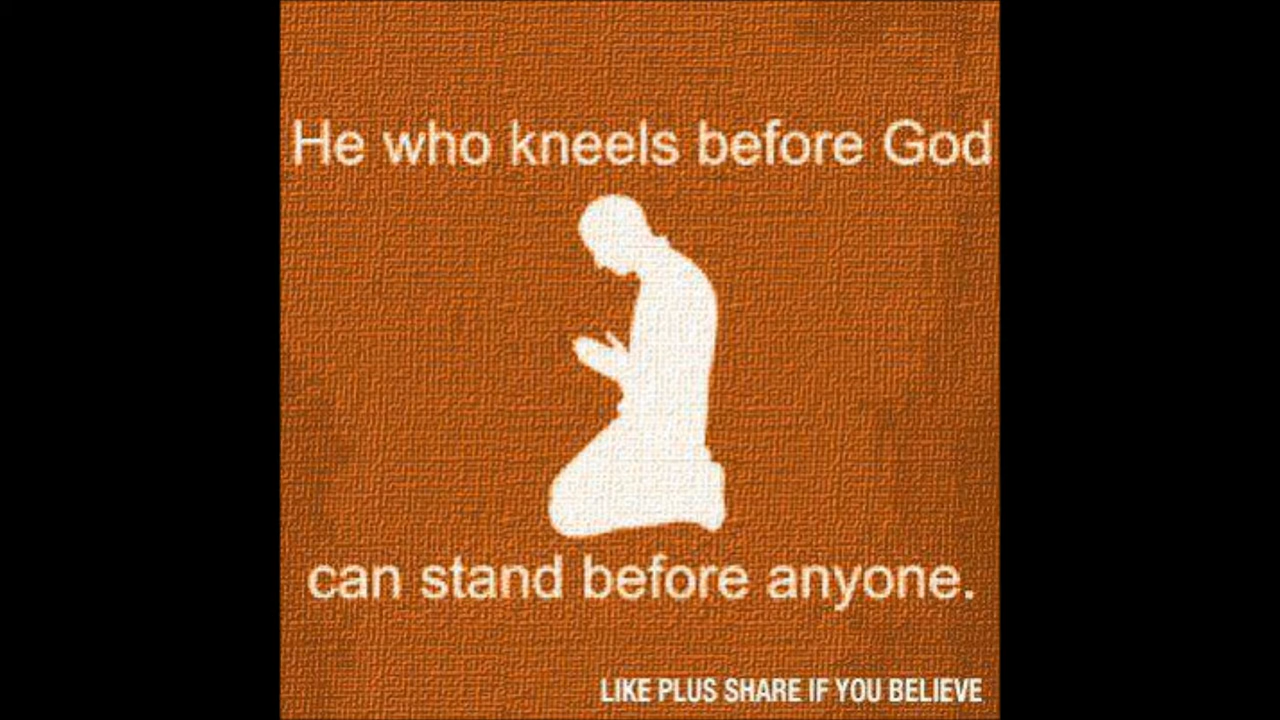 He who kneels before God
can stand before anyone.
LIKE PLUS SHARE IF YOU BELIEVE